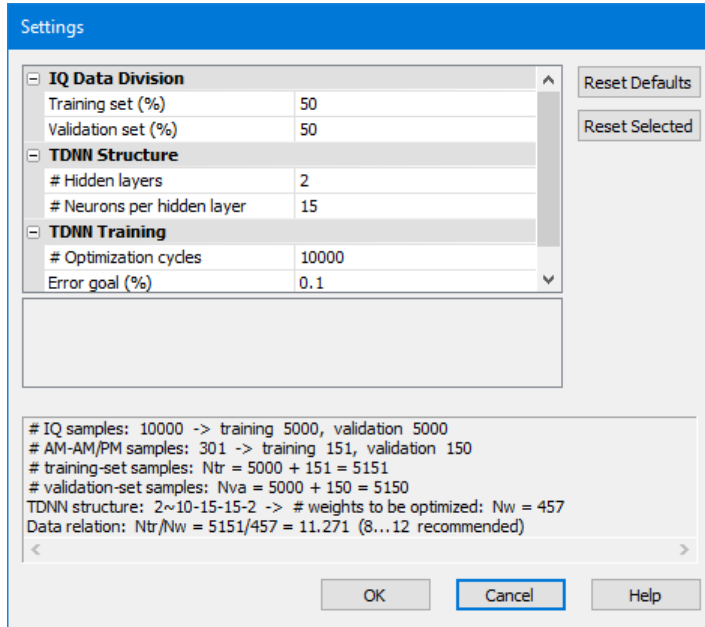 Settings
IQ Data Division
Training set (%) 50
Validation set (%) 50
TDNN Structure
# Hidden layers 2
# Neurons per hidden layer 15
TDNN Training
# Optimization cycles 10000
Error goal (%) 0.1
Reset Defaults
Reset Selected
# IQ samples: 10000 -> training 5000, validation 5000
# AM-AM/PM samples: 301 -> training 151, validation 150
# training-set samples: Ntr = 5000 + 151 = 5151
# validation-set samples: Nva = 5000 + 150 = 5150
TDNN structure: 2~10-15-15-2 -> # weights to be optimized: Nw = 457
Data relation: Ntr/Nw = 5151/457 = 11.271 (8...12 recommended)
OK Cancel Help